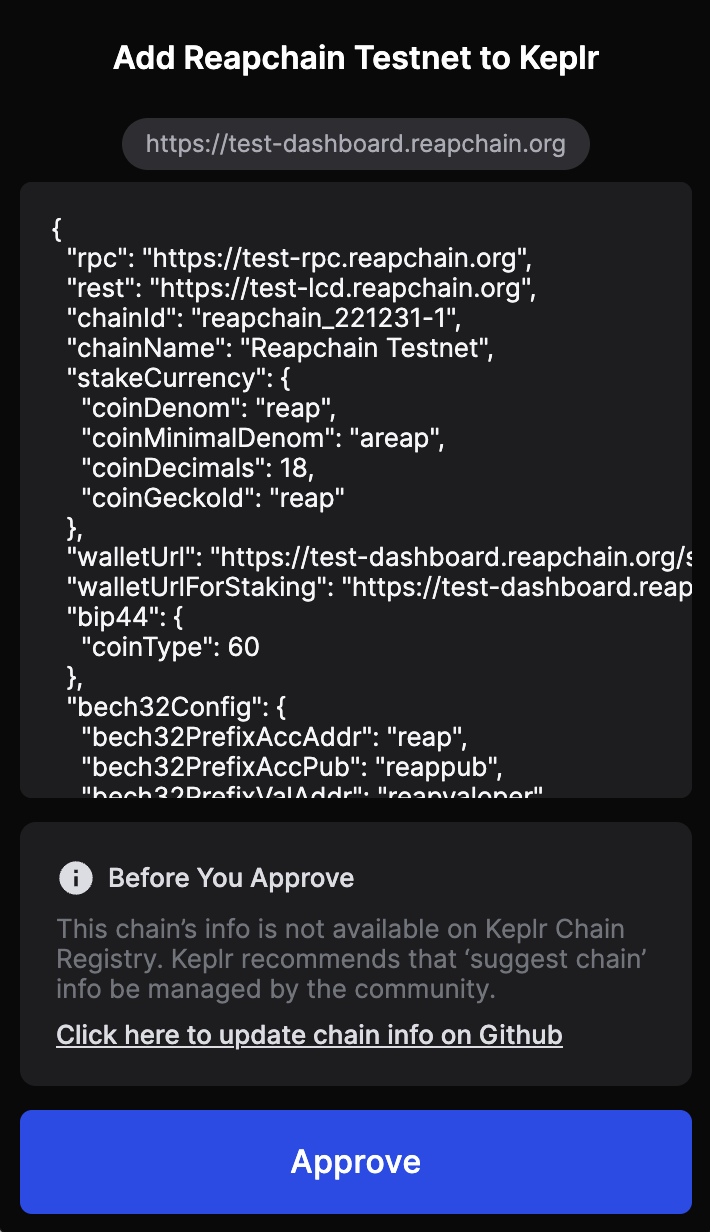 Add Reapchain Testnet to Keplr
https://test-dashboard.reapchain.org
{
"rpc": "https://test-rpc.reapchain.org",
"rest": "https://test-lcd.reapchain.org",
"chainId": "reapchain_221231-1",
"chainName": "Reapchain Testnet",
"stakeCurrency": {
"coinDenom": "reap",
"coinMinimalDenom": "areap",
"coinDecimals": 18,
"coinGeckoId": "reap"
},
"walletUrl": "https://test-dashboard.reapchain.org/s
"walletUrlForStaking": "https://test-dashboard.reap
"bip44": {
"coinType": 60
},
"bech32Config": {
"bech32PrefixAccAddr": "reap",
"bech32PrefixAccPub": "reappub",
"bech32PrefixValAddr": "reapvaloper"
Before You Approve
This chain’s info is not available on Keplr Chain
Registry. Keplr recommends that ‘suggest chain’
info be managed by the community.
Click here to update chain info on Github
Approve